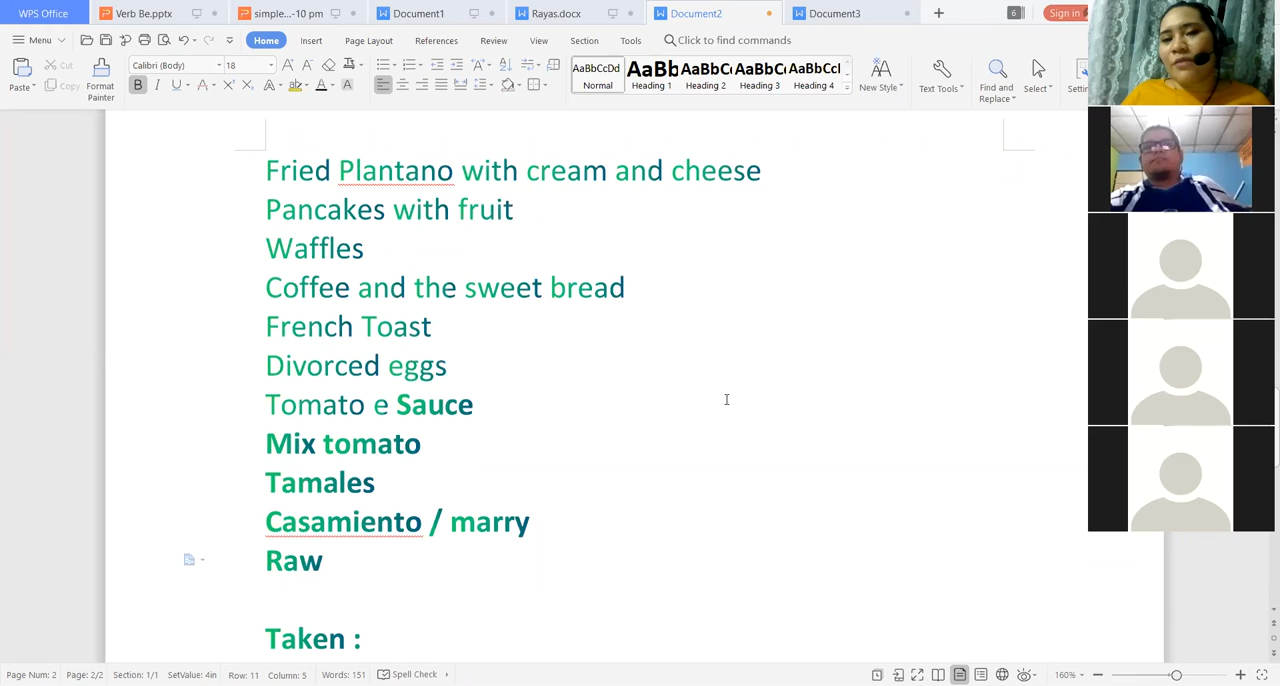 WPS Office Verb Be.pptx simple...-10 pm Document1 Rayas.docx Document2 Document3 6 Sign in
Menu Home Insert Page Layout References Review View Section Tools Click to find commands
Paste Cut Copy Format Painter Calibri (Body) 18 AaBbCcDd Normal AaBb Heading 1 AaBbC Heading 2 AaBbC Heading 3 AaBbCcl Heading 4 New Style Text Tools Find and Replace Select
Fried Plantano with cream and cheese
Pancakes with fruit
Waffles
Coffee and the sweet bread
French Toast
Divorced eggs
Tomato e Sauce
Mix tomato
Tamales
Casamiento / marry
Raw
Taken :
Page Num: 2 Page: 2/2 Section: 1/1 SetValue: 4in Row: 11 Column: 5 Words: 151 Spell Check 160%